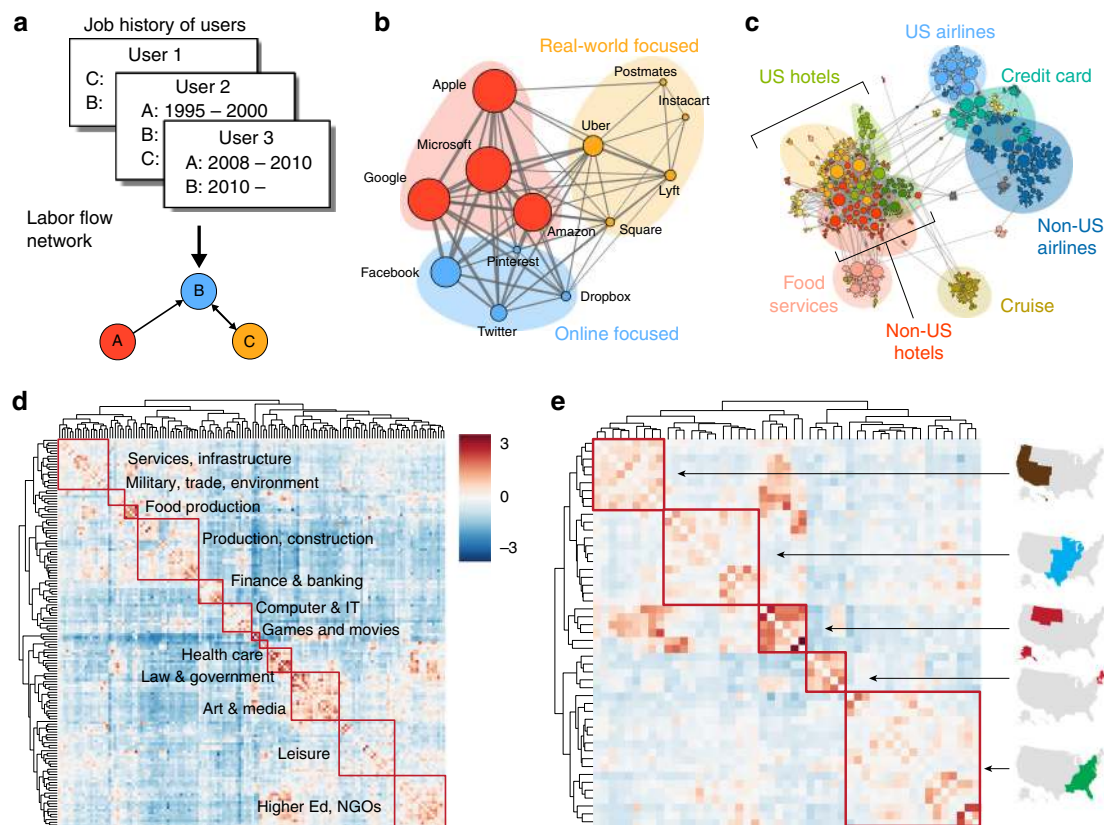 a
Job history of users
User 1
C:
B:
User 2
A: 1995 – 2000
B:
C:
User 3
A: 2008 – 2010
B: 2010 –
Labor flow
network
B
A
C
b
Real-world focused
Apple
Postmates
Instacart
Uber
Microsoft
Google
Lyft
Amazon
Square
Pinterest
Facebook
Dropbox
Twitter
Online focused
c
US airlines
US hotels
Credit card
Non-US
airlines
Food
services
Cruise
Non-US
hotels
d
3
0
–3
Services, infrastructure
Military, trade, environment
Food production
Production, construction
Finance & banking
Computer & IT
Games and movies
Health care
Law & government
Art & media
Leisure
Higher Ed, NGOs
e